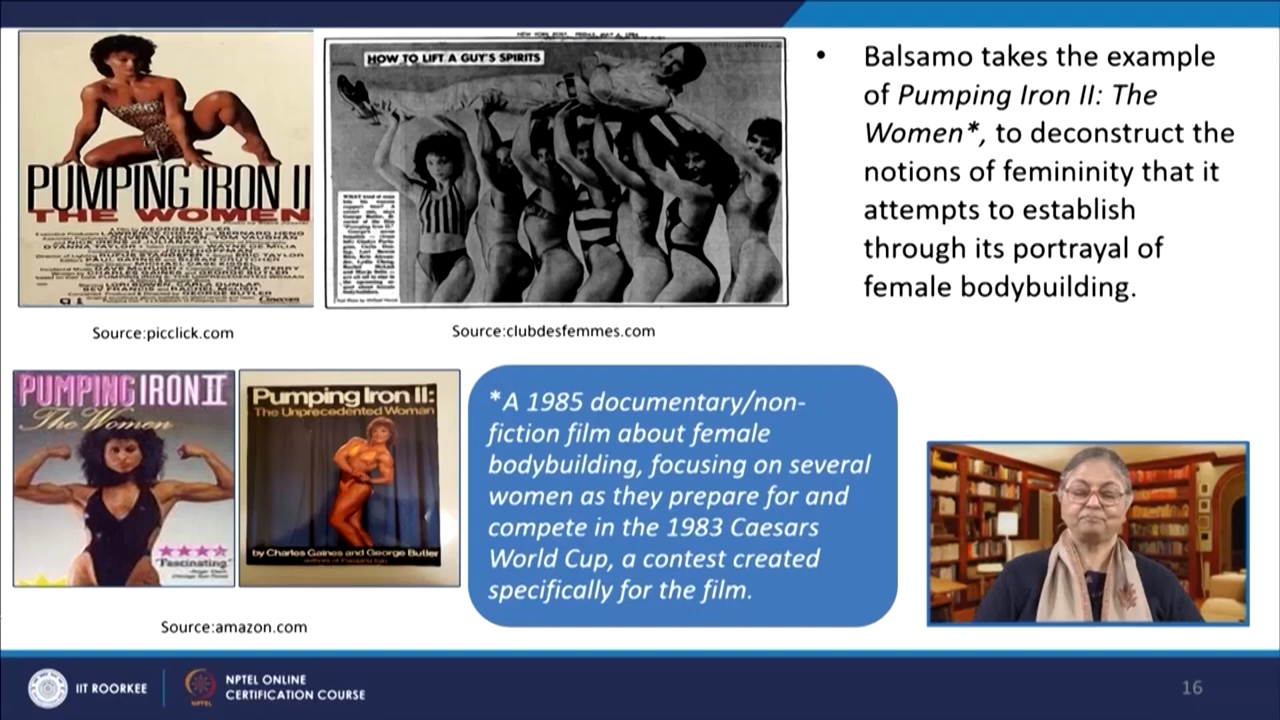 PUMPING IRON II
THE WOMEN
NEW YORK POST, FRIDAY, MAY 4, 1984
HOW TO LIFT A GUY'S SPIRITS
Source:picclick.com
Source:clubdesfemmes.com
• Balsamo takes the example
of Pumping Iron II: The
Women*, to deconstruct the
notions of femininity that it
attempts to establish
through its portrayal of
female bodybuilding.
PUMPING IRON II
The Women
"Fascinating."
Pumping Iron II:
The Unprecedented Woman
by Charles Gaines and George Butler
Source:amazon.com
*A 1985 documentary/non-
fiction film about female
bodybuilding, focusing on several
women as they prepare for and
compete in the 1983 Caesars
World Cup, a contest created
specifically for the film.
IIT ROORKEE
NPTEL
NPTEL ONLINE
CERTIFICATION COURSE
16